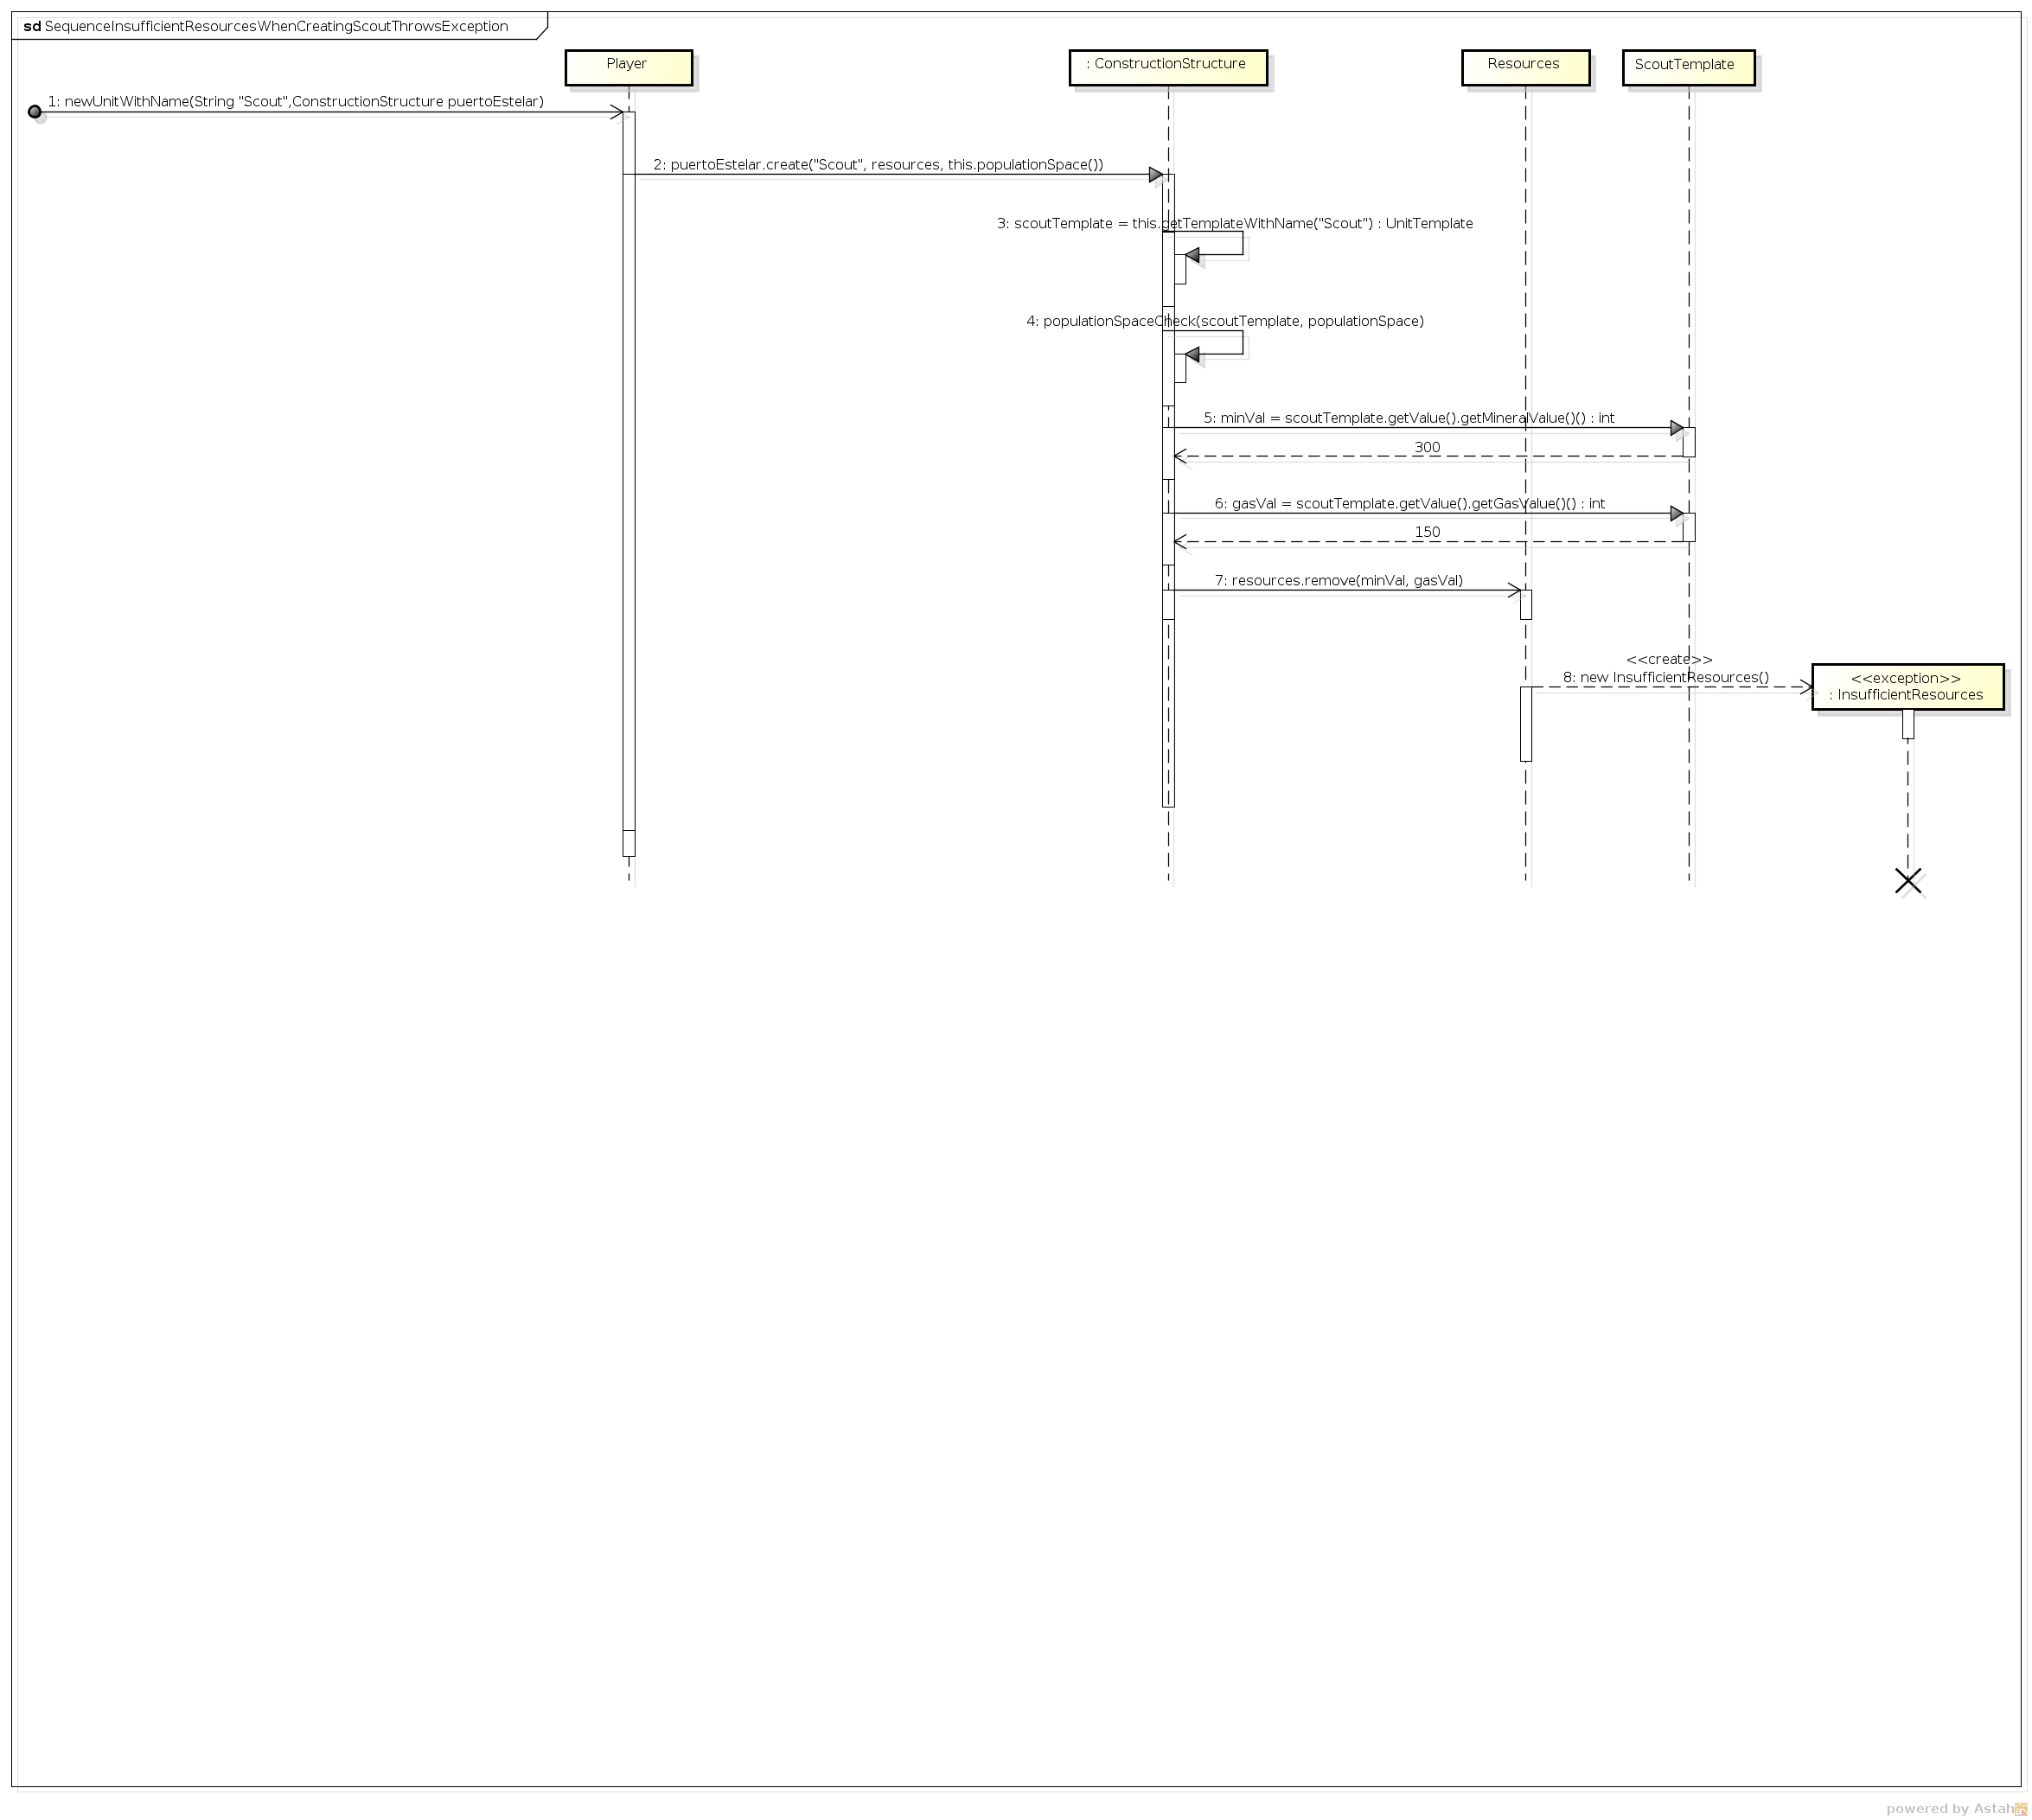 sd SequenceInsufficientResourcesWhenCreatingScoutThrowsException
Player
: ConstructionStructure
Resources
ScoutTemplate
1: newUnitWithName(String "Scout",ConstructionStructure puertoEstelar)
2: puertoEstelar.create("Scout", resources, this.populationSpace())
3: scoutTemplate = this.getTemplateWithName("Scout") : UnitTemplate
4: populationSpaceCheck(scoutTemplate, populationSpace)
5: minVal = scoutTemplate.getValue().getMineralValue()() : int
300
6: gasVal = scoutTemplate.getValue().getGasValue()() : int
150
7: resources.remove(minVal, gasVal)
<<create>>
8: new InsufficientResources()
<<exception>>
: InsufficientResources
powered by Astah